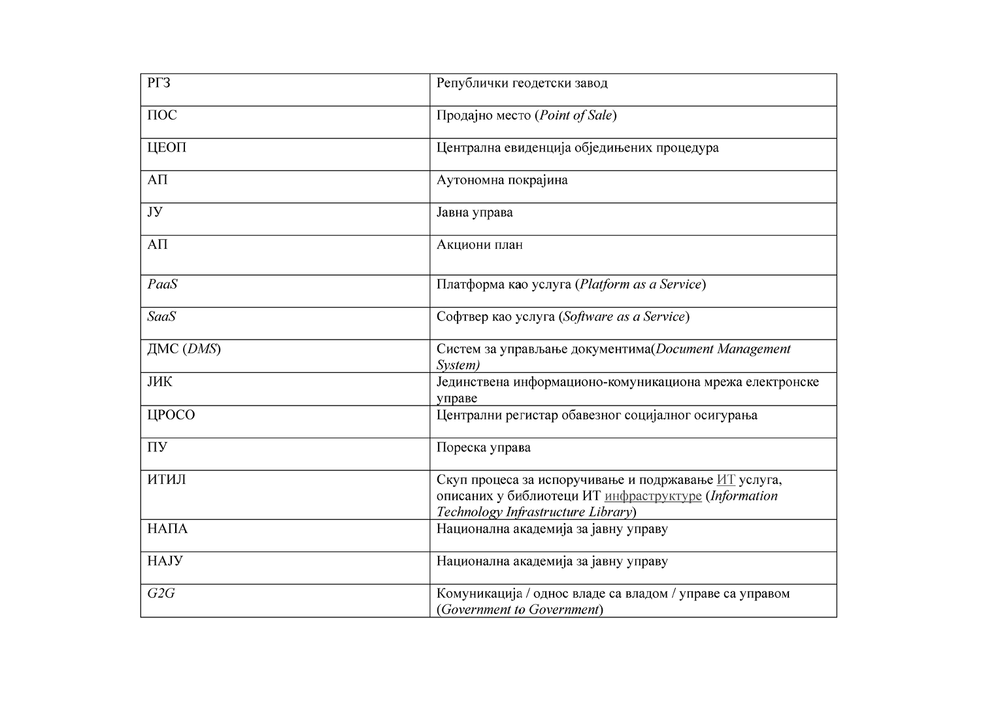 РГЗ
Републички геодетски завод
ПОС
Продајно место (Point of Sale)
ЦЕОП
Централна евиденција обједињених процедура
АП
Аутономна покрајина
ЈУ
Јавна управа
АП
Акциони план
PaaS
Платформа као услуга (Platform as a Service)
SaaS
Софтвер као услуга (Software as a Service)
ДМС (DMS)
Систем за управљање документима(Document Management
System)
ЈИК
Јединствена информационо-комуникациона мрежа електронске
управе
ЦРОСО
Централни регистар обавезног социјалног осигурања
ПУ
Пореска управа
ИТИЛ
Скуп процеса за испоручивање и подржавање ИТ услуга,
описаних у библиотеци ИТ инфраструктуре (Information
Technology Infrastructure Library)
НАПА
Национална академија за јавну управу
НАЈУ
Национална академија за јавну управу
G2G
Комуникација / однос владе са владом / управе са управом
(Government to Government)